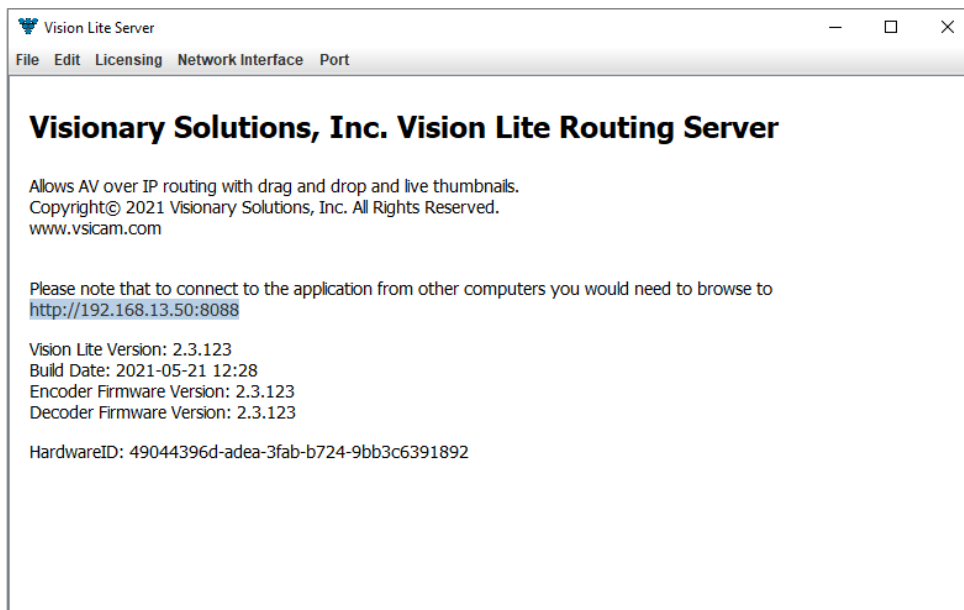 Vision Lite Server
File Edit Licensing Network Interface Port
Visionary Solutions, Inc. Vision Lite Routing Server
Allows AV over IP routing with drag and drop and live thumbnails.
Copyright© 2021 Visionary Solutions, Inc. All Rights Reserved.
www.vsicam.com
Please note that to connect to the application from other computers you would need to browse to
http://192.168.13.50:8088
Vision Lite Version: 2.3.123
Build Date: 2021-05-21 12:28
Encoder Firmware Version: 2.3.123
Decoder Firmware Version: 2.3.123
HardwareID: 49044396d-adea-3fab-b724-9bb3c6391892